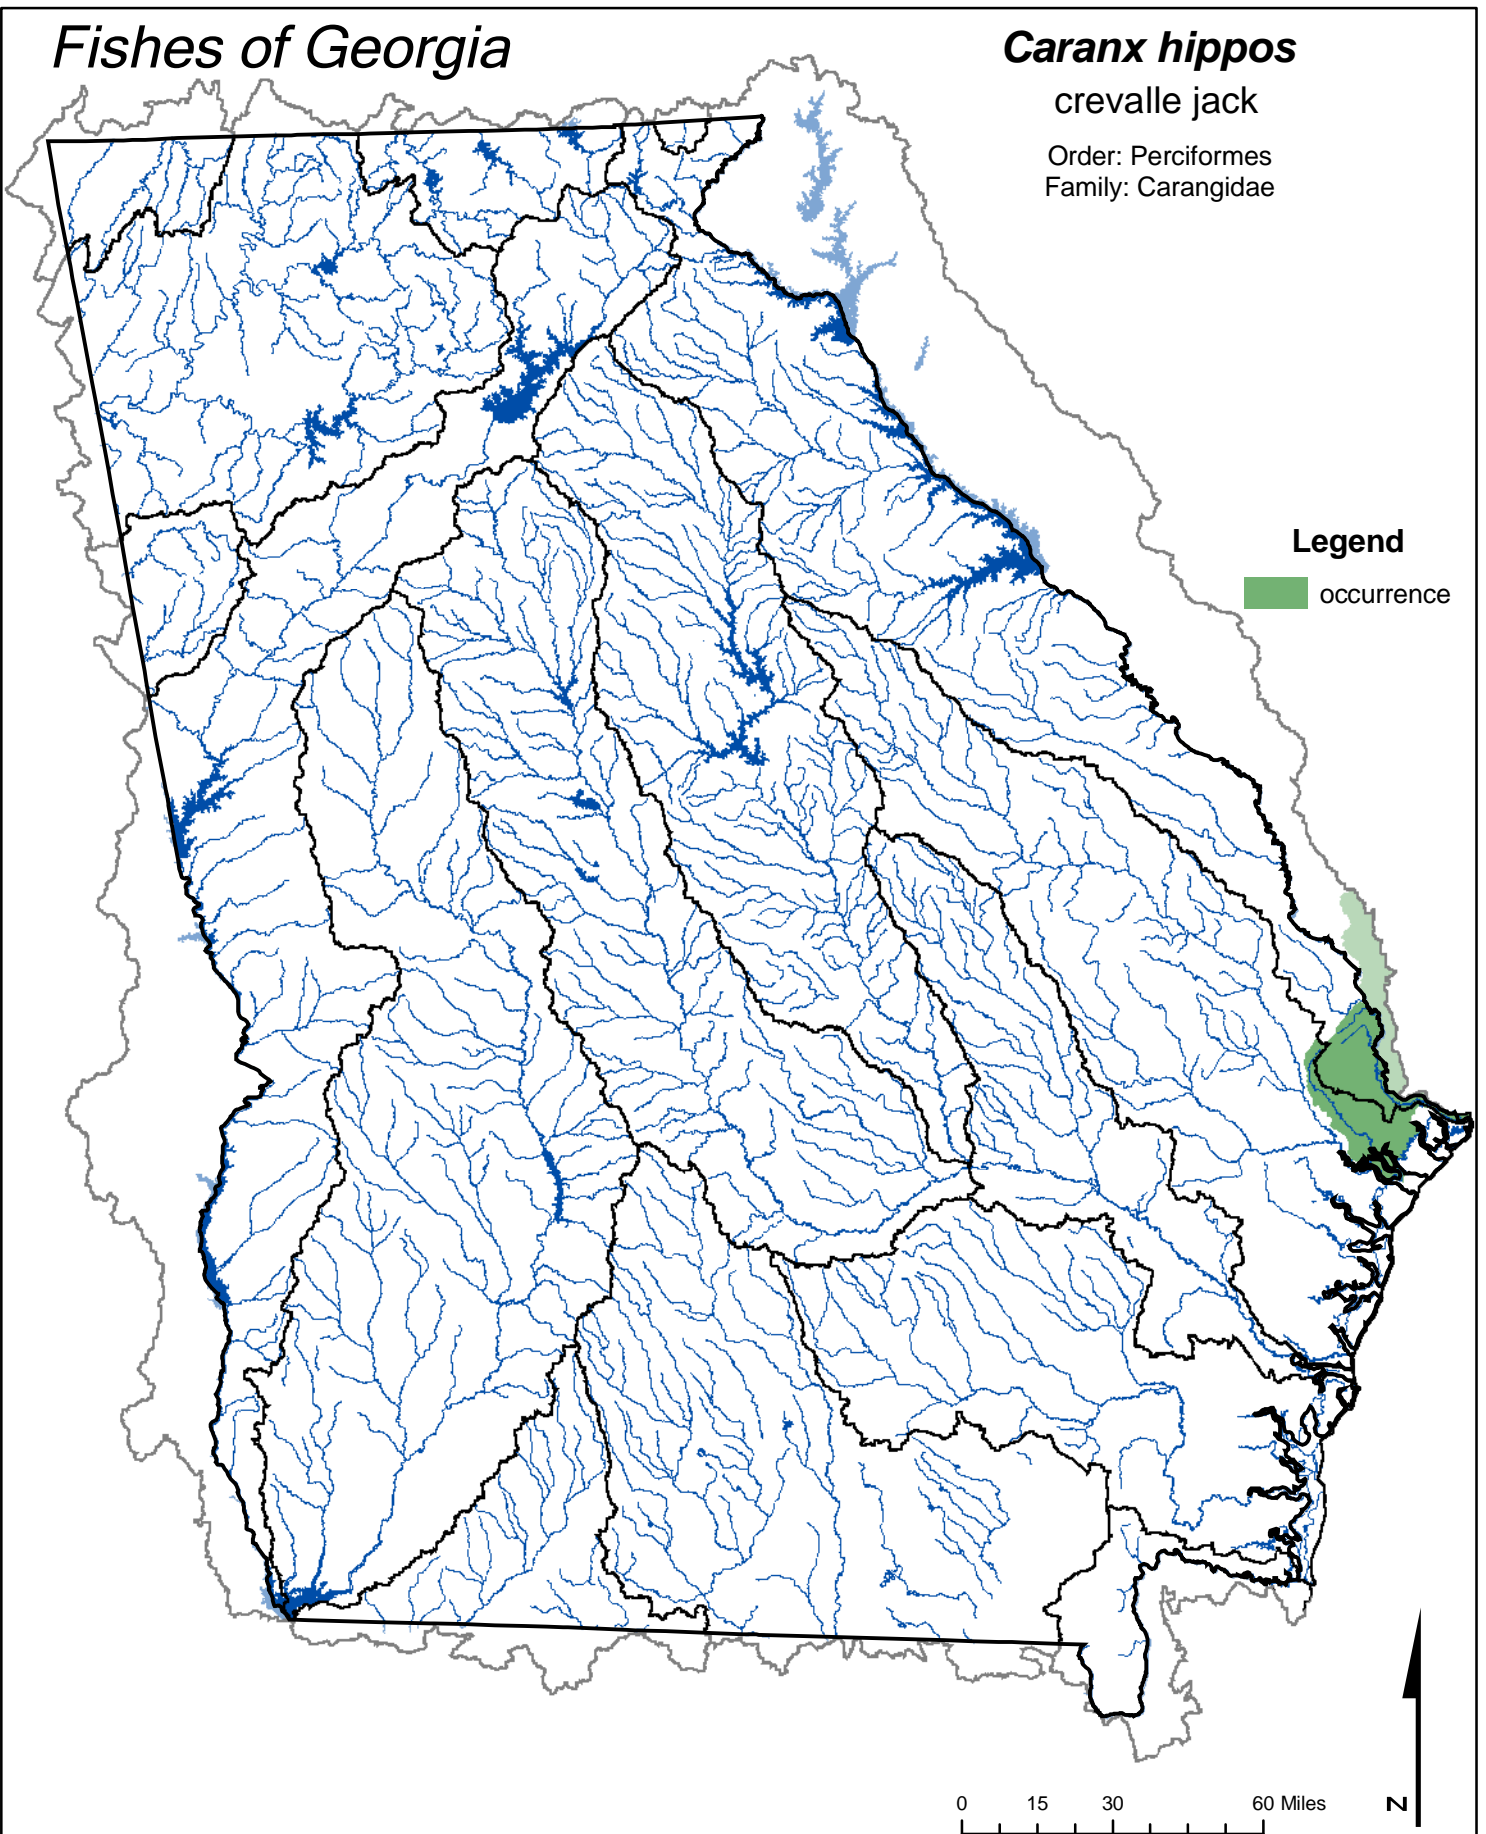 Fishes of Georgia
Caranx hippos
crevalle jack
Order: Perciformes
Family: Carangidae
Legend
occurrence
0 15 30 60 Miles
N